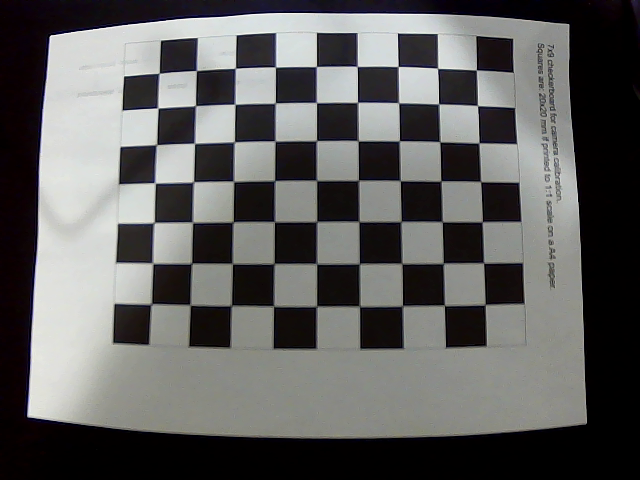 7x9 checkerboard for camera calibration.
Squares are: 20x20 mm if printed to 1:1 scale on a A4 paper.